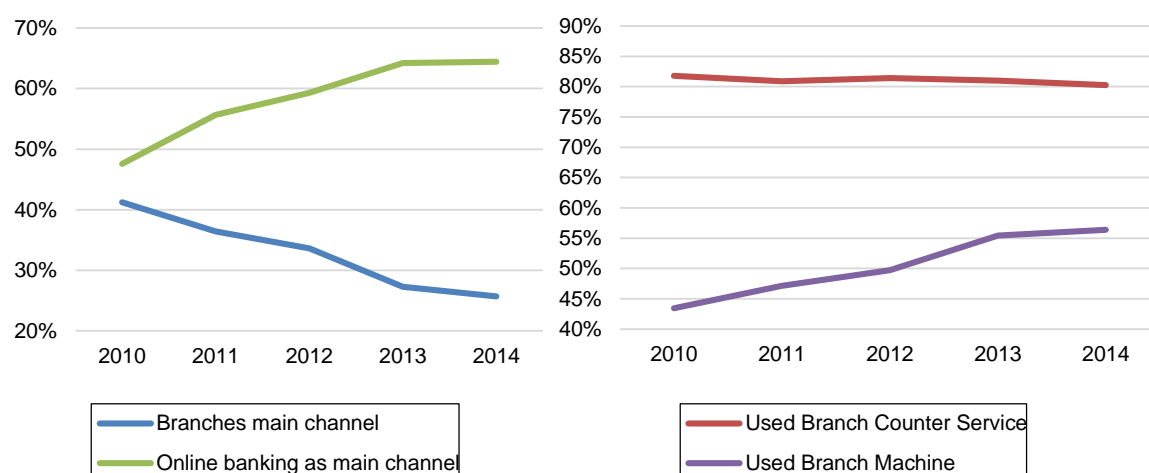 70%
60%
50%
40%
30%
20%
2010 2011 2012 2013 2014
Branches main channel
Online banking as main channel
90%
85%
80%
75%
70%
65%
60%
55%
50%
45%
40%
2010 2011 2012 2013 2014
Used Branch Counter Service
Used Branch Machine